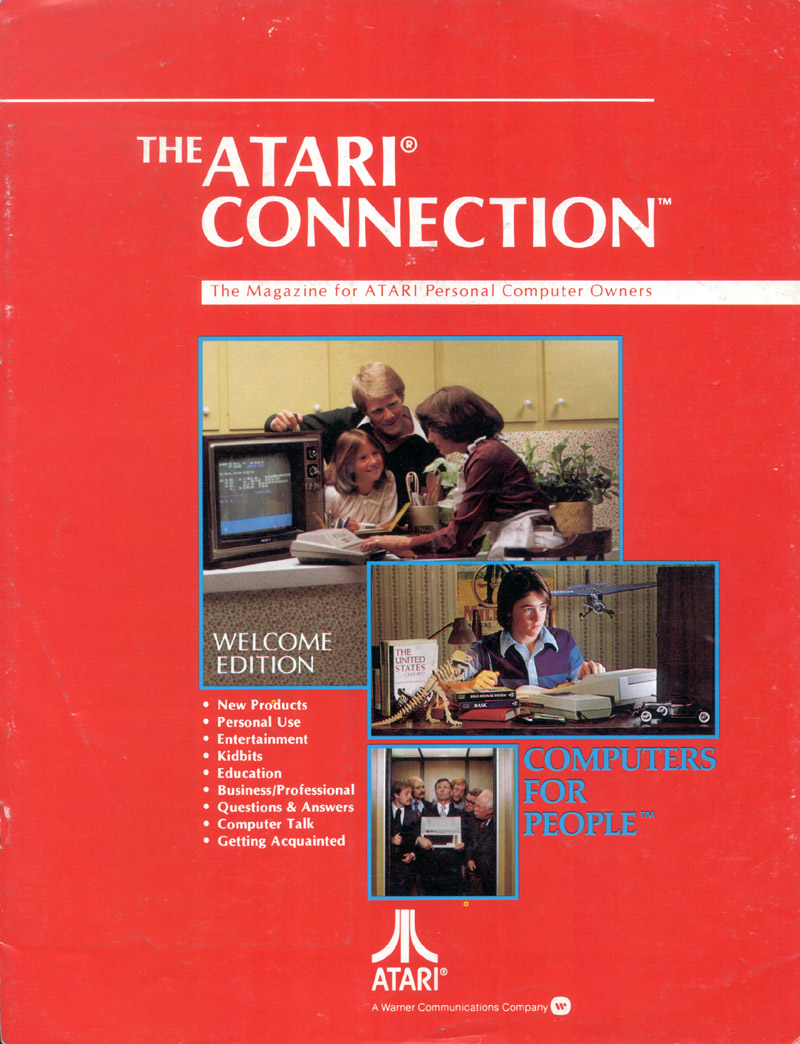 THE ATARI®
CONNECTION™
The Magazine for ATARI Personal Computer Owners
WELCOME
EDITION
THE
UNITED
STATES
BASIC
• New Products
• Personal Use
• Entertainment
• Kidbits
• Education
• Business/Professional
• Questions & Answers
• Computer Talk
• Getting Acquainted
COMPUTERS
FOR
PEOPLE™
ATARI®
A Warner Communications Company